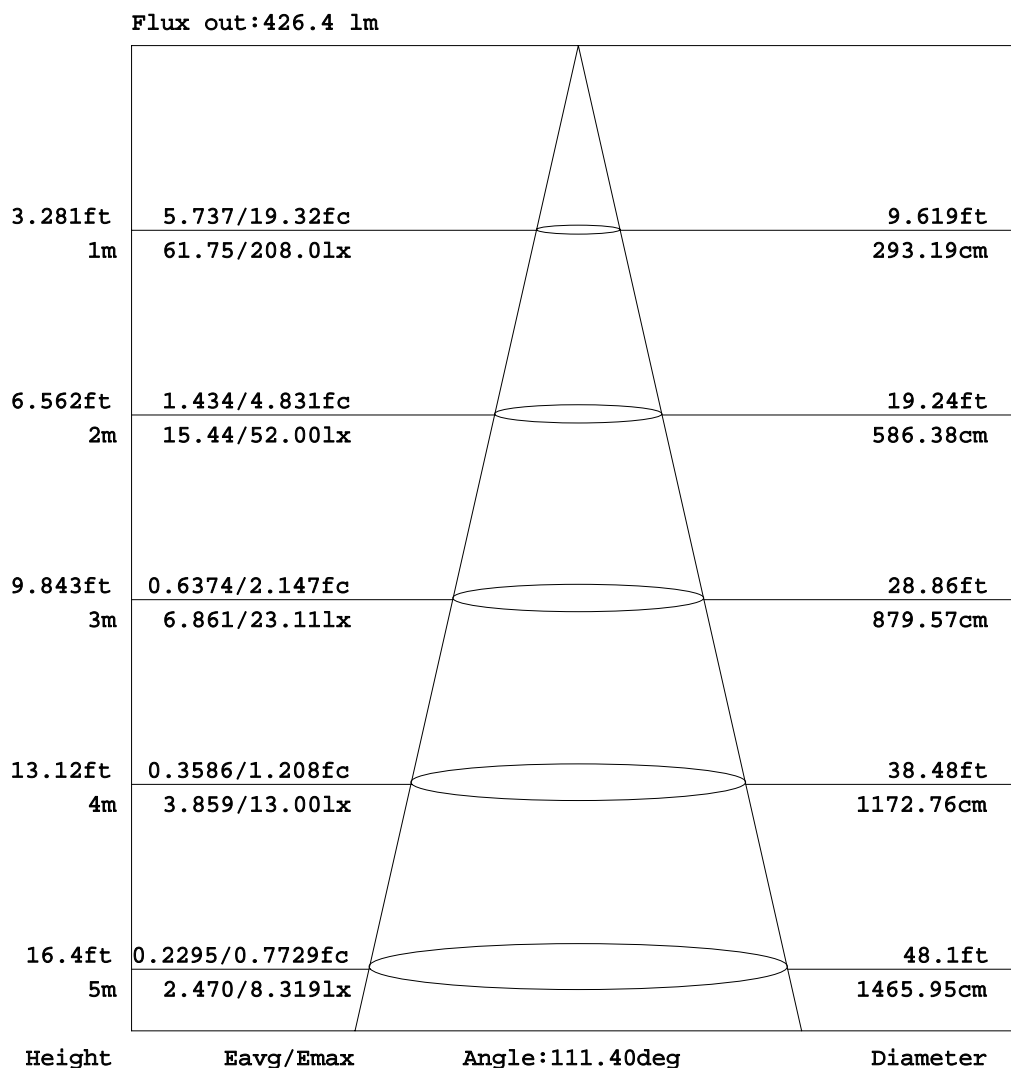 Flux out:426.4 lm
3.281ft 5.737/19.32fc 9.619ft
1m 61.75/208.0lx 293.19cm
6.562ft 1.434/4.831fc 19.24ft
2m 15.44/52.00lx 586.38cm
9.843ft 0.6374/2.147fc 28.86ft
3m 6.861/23.11lx 879.57cm
13.12ft 0.3586/1.208fc 38.48ft
4m 3.859/13.00lx 1172.76cm
16.4ft 0.2295/0.7729fc 48.1ft
5m 2.470/8.319lx 1465.95cm
Height Eavg/Emax Angle:111.40deg Diameter